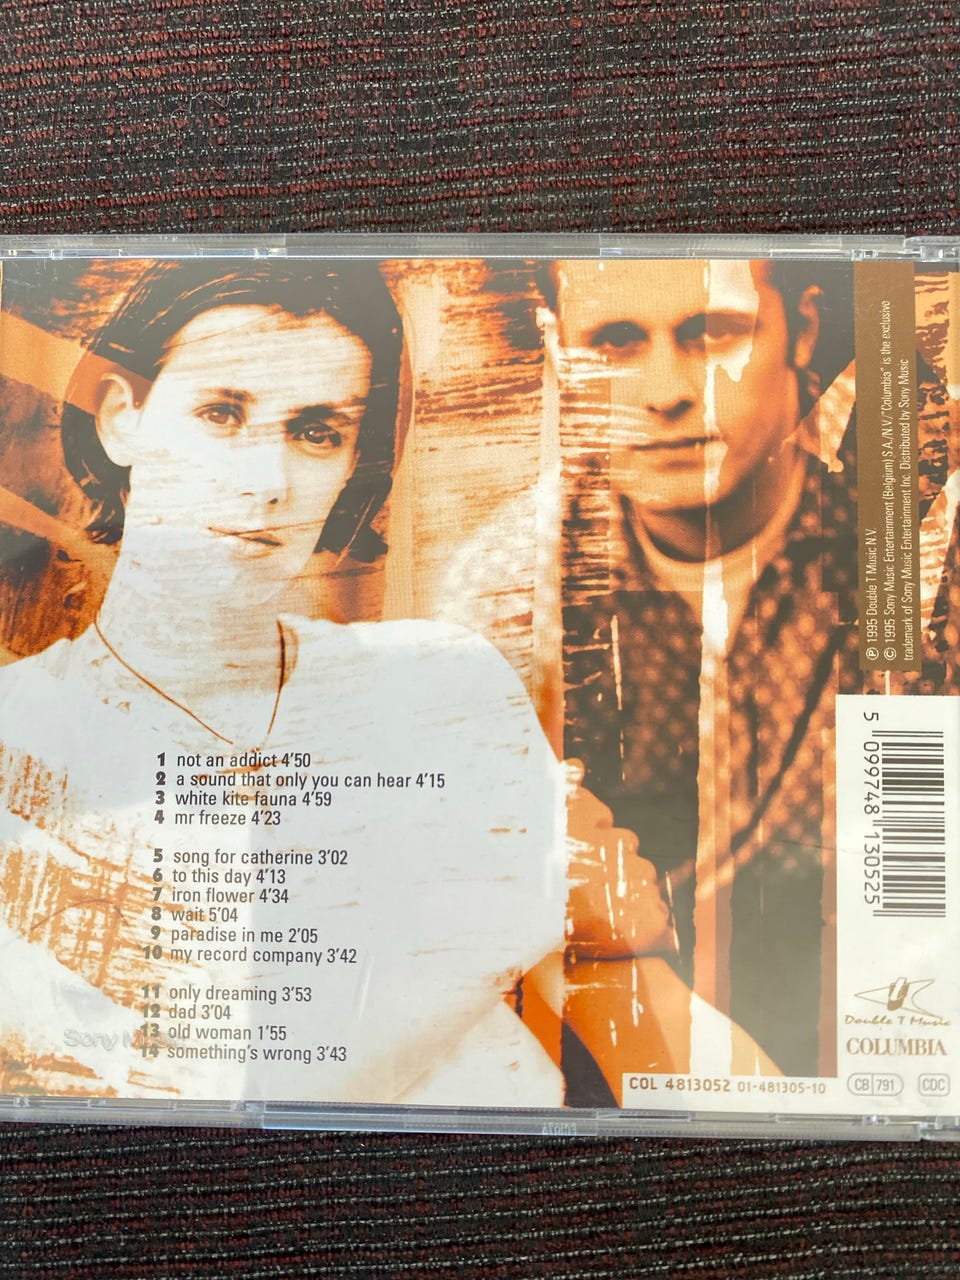 1 not an addict 4'50
2 a sound that only you can hear 4'15
3 white kite fauna 4'59
4 mr freeze 4'23
5 song for catherine 3'02
6 to this day 4'13
7 iron flower 4'34
8 wait 5'04
9 paradise in me 2'05
10 my record company 3'42
11 only dreaming 3'53
12 dad 3'04
13 old woman 1'55
14 something's wrong 3'43
Sony
℗ 1995 Double T Music N.V.
© 1995 Sony Music Entertainment (Belgium) S.A./N.V./"Columbia" is the exclusive
trademark of Sony Music Entertainment Inc. Distributed by Sony Music
5 099748 130525
Double T Music
COLUMBIA
COL 4813052 01-481305-10
CB 791
CDC